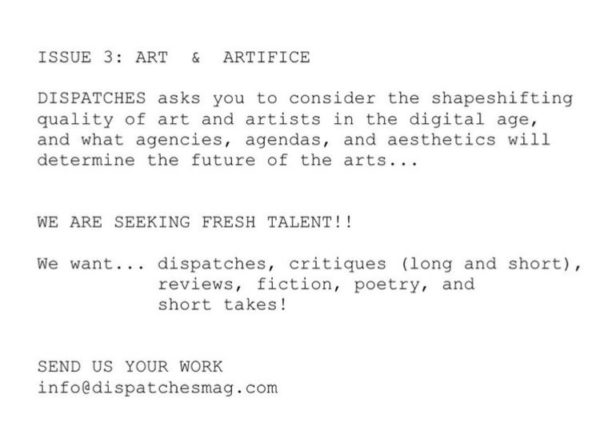 ISSUE 3: ART & ARTIFICE
DISPATCHES asks you to consider the shapeshifting
quality of art and artists in the digital age,
and what agencies, agendas, and aesthetics will
determine the future of the arts...
WE ARE SEEKING FRESH TALENT!!
We want... dispatches, critiques (long and short),
reviews, fiction, poetry, and
short takes!
SEND US YOUR WORK
info@dispatchesmag.com